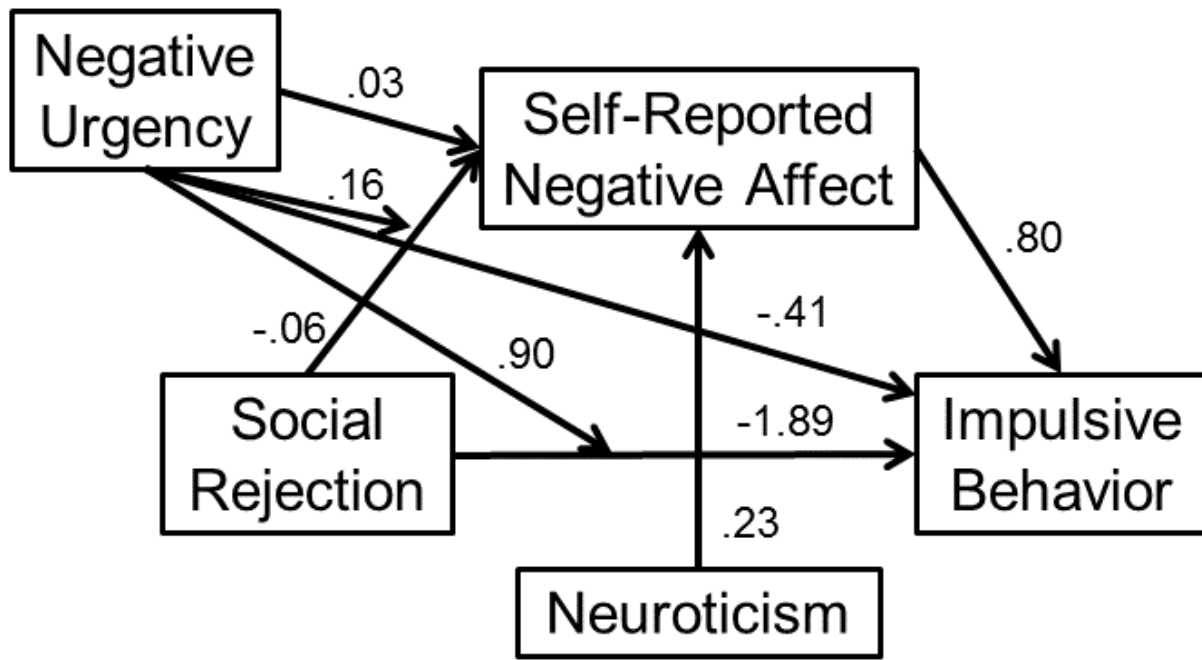 Negative
Urgency
.03
Self-Reported
Negative Affect
.16
.80
-.06
.90
-.41
Social
Rejection
-1.89
Impulsive
Behavior
.23
Neuroticism